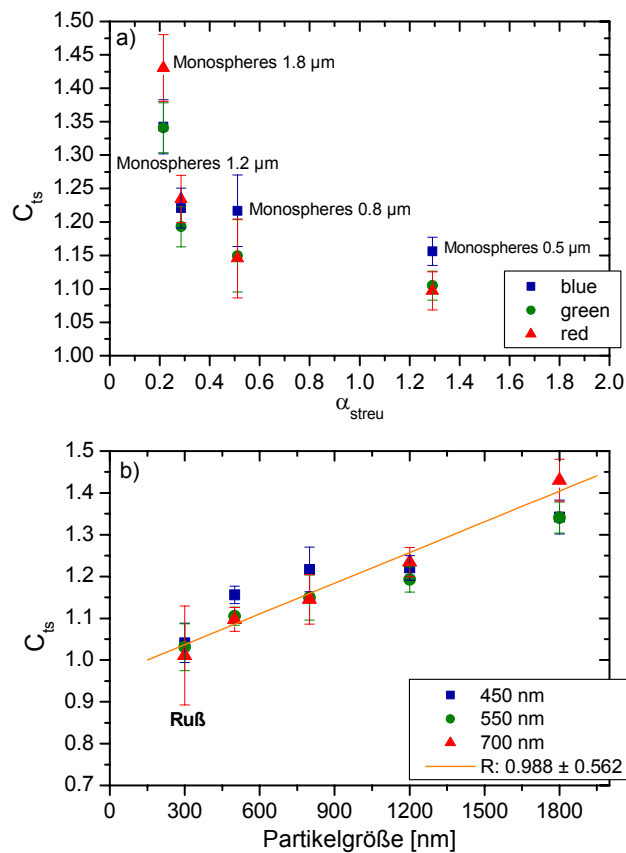 a)
1.50
1.45
1.40
1.35
1.30
1.25
1.20
1.15
1.10
1.05
1.00
C_ts
Monospheres 1.8 µm
Monospheres 1.2 µm
Monospheres 0.8 µm
Monospheres 0.5 µm
blue
green
red
0.0 0.2 0.4 0.6 0.8 1.0 1.2 1.4 1.6 1.8 2.0
α_streu
b)
1.5
1.4
1.3
1.2
1.1
1.0
0.9
0.8
0.7
C_ts
Ruß
450 nm
550 nm
700 nm
R: 0.988 ± 0.562
0 300 600 900 1200 1500 1800
Partikelgröße [nm]